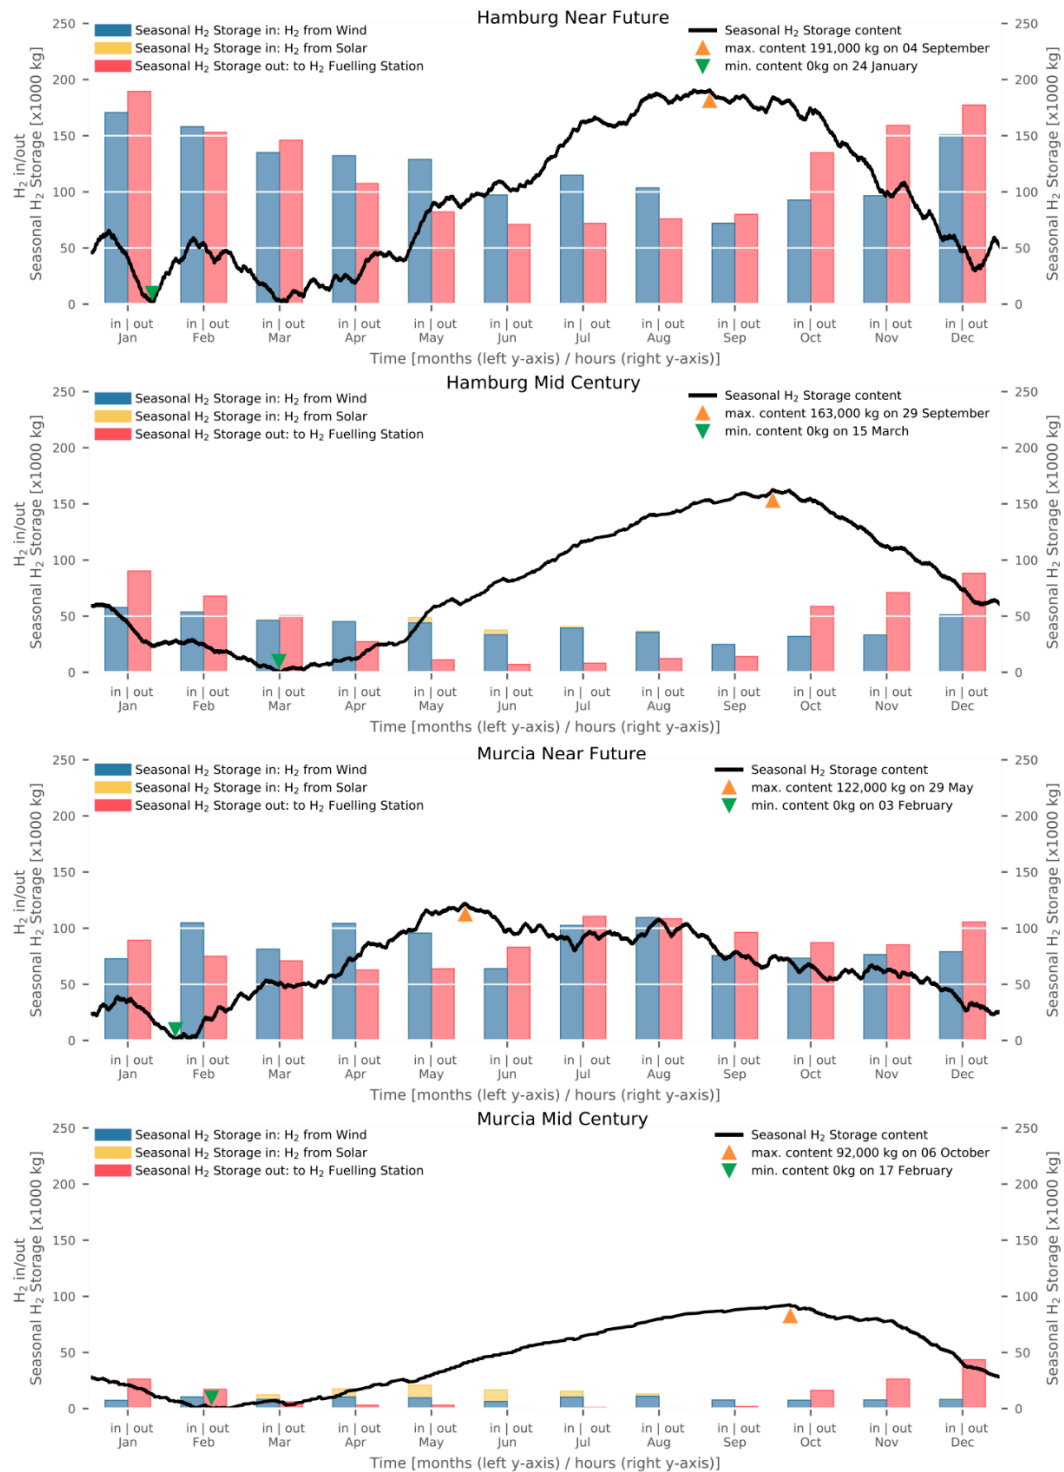 Hamburg Near Future
Seasonal H₂ Storage in: H₂ from Wind
Seasonal H₂ Storage in: H₂ from Solar
Seasonal H₂ Storage out: to H₂ Fuelling Station
Seasonal H₂ Storage content
max. content 191,000 kg on 04 September
min. content 0kg on 24 January
H₂ in/out
Seasonal H₂ Storage [x1000 kg]
250
200
150
100
50
0
250
200
150
100
50
0
Seasonal H₂ Storage [x1000 kg]
in | out in | out in | out in | out in | out in | out in | out in | out in | out in | out in | out in | out
Jan Feb Mar Apr May Jun Jul Aug Sep Oct Nov Dec
Time [months (left y-axis) / hours (right y-axis)]
Hamburg Mid Century
Seasonal H₂ Storage in: H₂ from Wind
Seasonal H₂ Storage in: H₂ from Solar
Seasonal H₂ Storage out: to H₂ Fuelling Station
Seasonal H₂ Storage content
max. content 163,000 kg on 29 September
min. content 0kg on 15 March
H₂ in/out
Seasonal H₂ Storage [x1000 kg]
250
200
150
100
50
0
250
200
150
100
50
0
Seasonal H₂ Storage [x1000 kg]
in | out in | out in | out in | out in | out in | out in | out in | out in | out in | out in | out in | out
Jan Feb Mar Apr May Jun Jul Aug Sep Oct Nov Dec
Time [months (left y-axis) / hours (right y-axis)]
Murcia Near Future
Seasonal H₂ Storage in: H₂ from Wind
Seasonal H₂ Storage in: H₂ from Solar
Seasonal H₂ Storage out: to H₂ Fuelling Station
Seasonal H₂ Storage content
max. content 122,000 kg on 29 May
min. content 0kg on 03 February
H₂ in/out
Seasonal H₂ Storage [x1000 kg]
250
200
150
100
50
0
250
200
150
100
50
0
Seasonal H₂ Storage [x1000 kg]
in | out in | out in | out in | out in | out in | out in | out in | out in | out in | out in | out in | out
Jan Feb Mar Apr May Jun Jul Aug Sep Oct Nov Dec
Time [months (left y-axis) / hours (right y-axis)]
Murcia Mid Century
Seasonal H₂ Storage in: H₂ from Wind
Seasonal H₂ Storage in: H₂ from Solar
Seasonal H₂ Storage out: to H₂ Fuelling Station
Seasonal H₂ Storage content
max. content 92,000 kg on 06 October
min. content 0kg on 17 February
H₂ in/out
Seasonal H₂ Storage [x1000 kg]
250
200
150
100
50
0
250
200
150
100
50
0
Seasonal H₂ Storage [x1000 kg]
in | out in | out in | out in | out in | out in | out in | out in | out in | out in | out in | out in | out
Jan Feb Mar Apr May Jun Jul Aug Sep Oct Nov Dec
Time [months (left y-axis) / hours (right y-axis)]